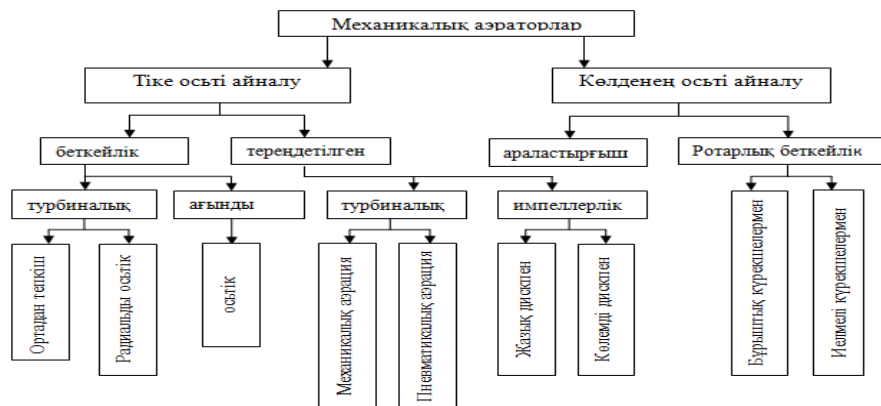 Механикалық аэраторлар
Тіке осьті айналу
Көлденең осьті айналу
беткейлік
тереңдетілген
араластырғыш
Ротарлық беткейлік
турбиналық
ағынды
турбиналық
импеллерлік
Ортадан тепкіш
Радиальды осьтік
осьтік
Механикалық аэрация
Пневматикалық аэрация
Жазық дискпен
Көлемді дискпен
Бұрыштық күрекшелермен
Иелмелі күрекшелермен